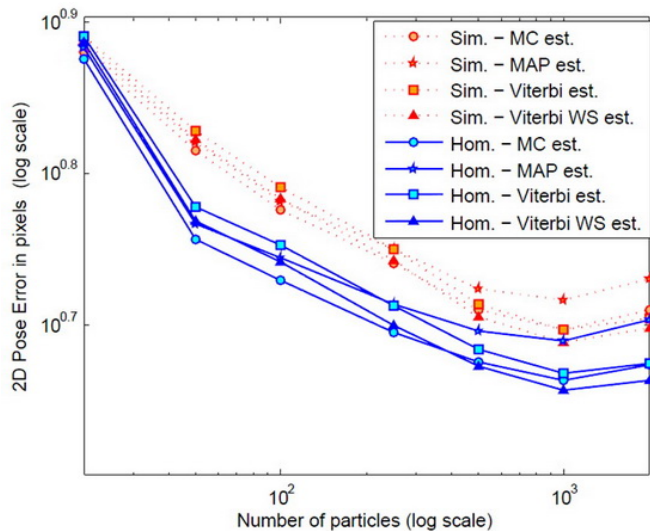 10^0.9
Sim. − MC est.
Sim. − MAP est.
Sim. − Viterbi est.
Sim. − Viterbi WS est.
Hom. − MC est.
Hom. − MAP est.
Hom. − Viterbi est.
Hom. − Viterbi WS est.
10^0.8
10^0.7
2D Pose Error in pixels (log scale)
10^2
10^3
Number of particles (log scale)